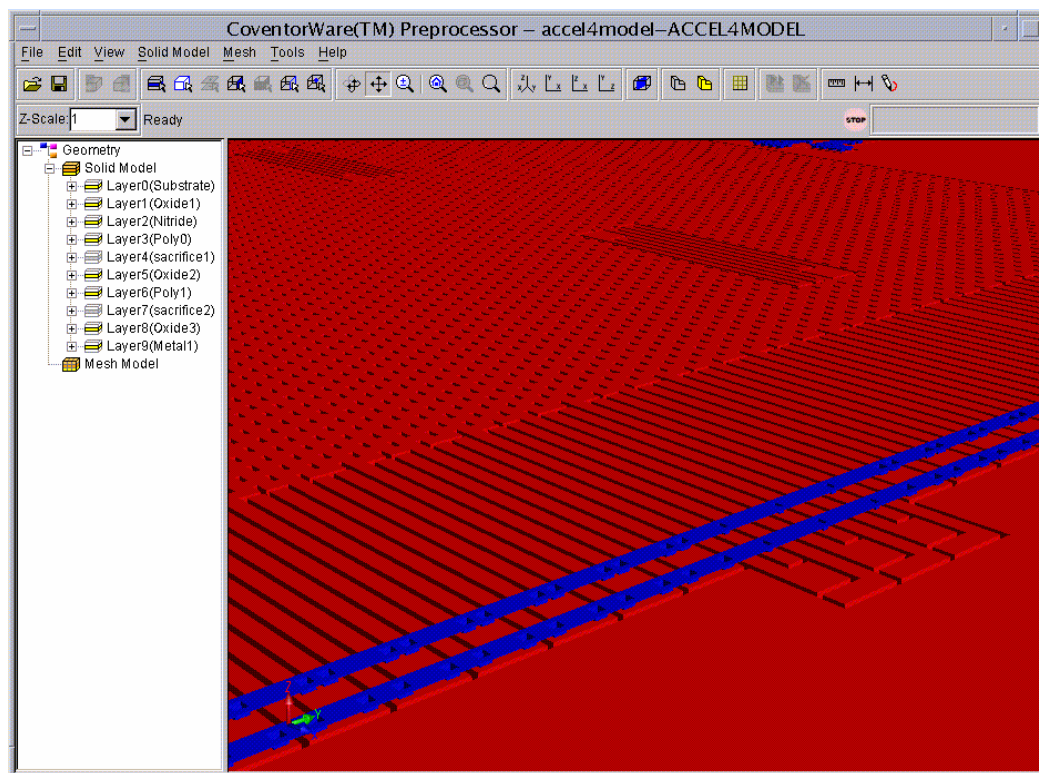 CoventorWare(TM) Preprocessor – accel4model–ACCEL4MODEL
File Edit View Solid Model Mesh Tools Help
Z-Scale: 1 Ready STOP
Geometry
Solid Model
Layer0(Substrate)
Layer1(Oxide1)
Layer2(Nitride)
Layer3(Poly0)
Layer4(sacrifice1)
Layer5(Oxide2)
Layer6(Poly1)
Layer7(sacrifice2)
Layer8(Oxide3)
Layer9(Metal1)
Mesh Model
Z
Y